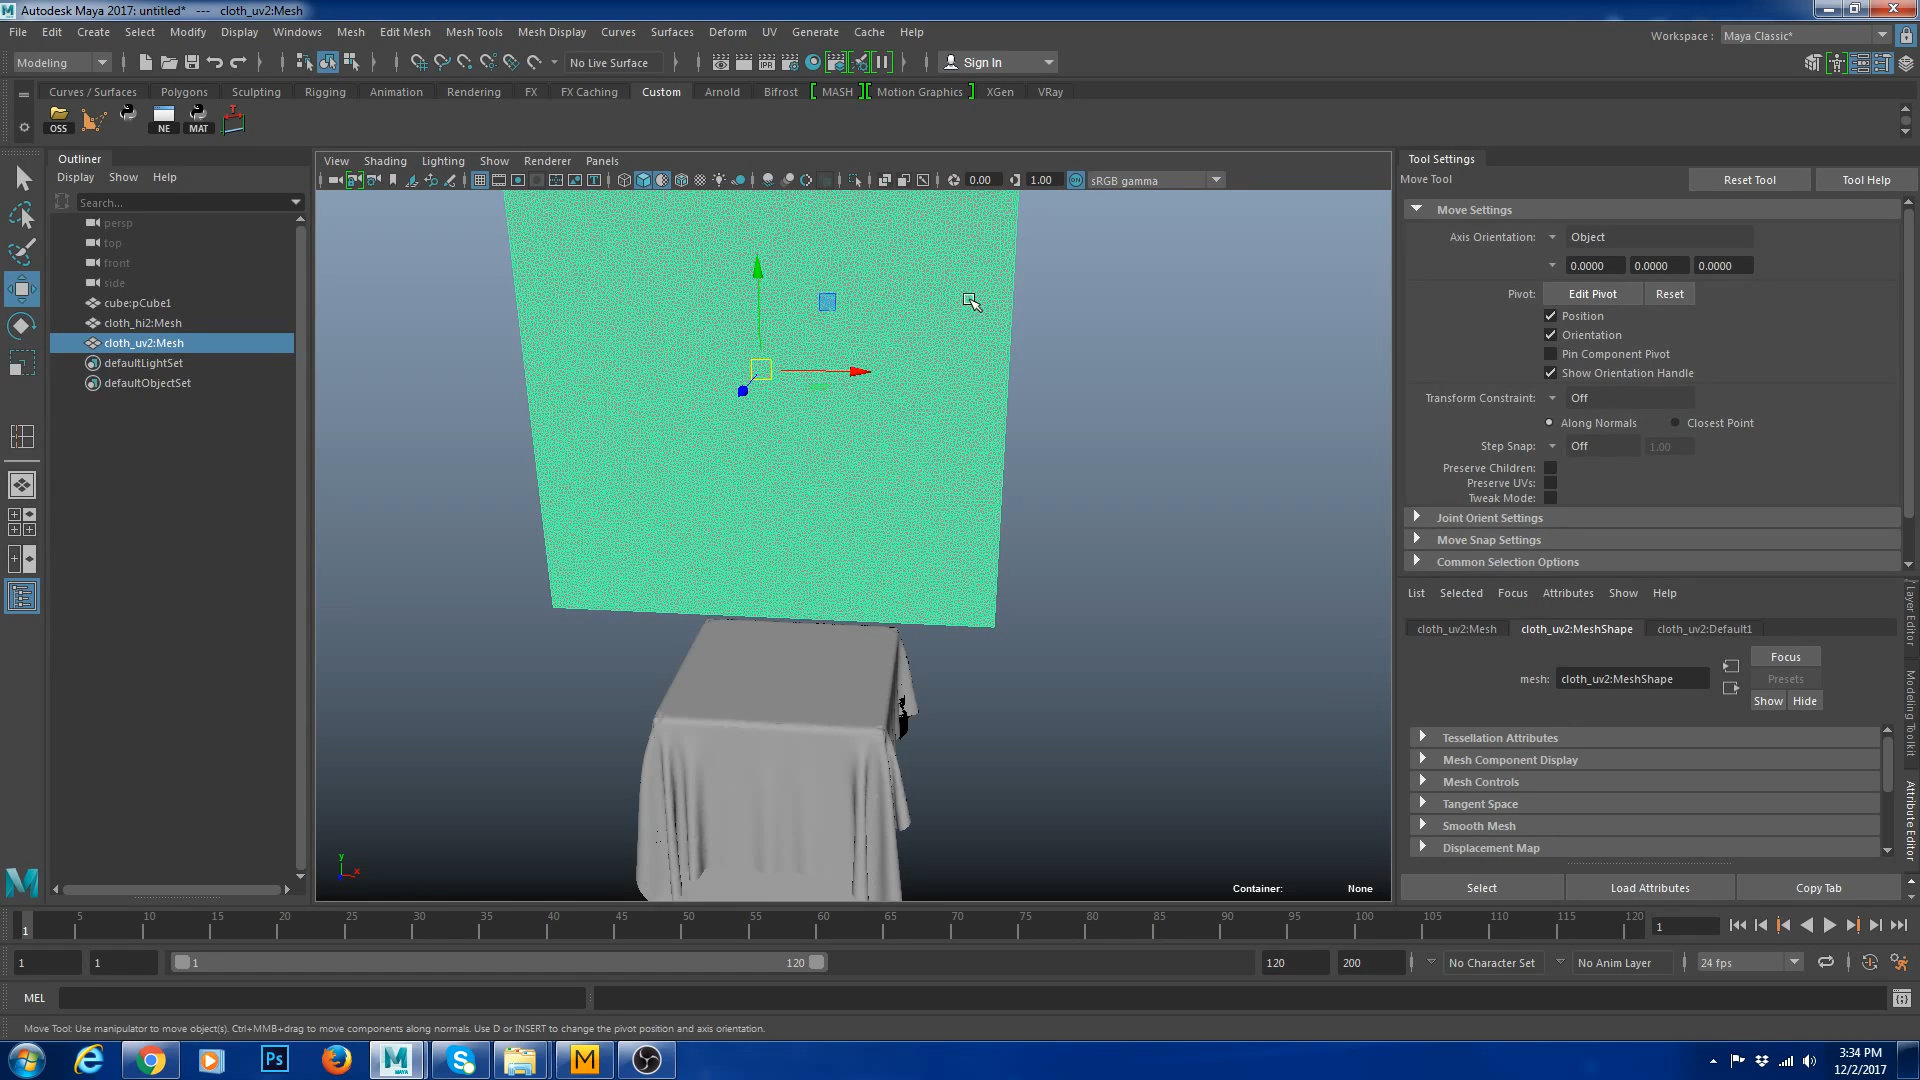 Autodesk Maya 2017: untitled*   ---   cloth_uv2:Mesh
File Edit Create Select Modify Display Windows Mesh Edit Mesh Mesh Tools Mesh Display Curves Surfaces Deform UV Generate Cache Help
Workspace : Maya Classic*
Modeling No Live Surface Sign In
Curves / Surfaces Polygons Sculpting Rigging Animation Rendering FX FX Caching Custom Arnold Bifrost MASH Motion Graphics XGen VRay
OSS NE MAT
Outliner
Display Show Help
Search...
persp
top
front
side
cube:pCube1
cloth_hi2:Mesh
cloth_uv2:Mesh
defaultLightSet
defaultObjectSet
View Shading Lighting Show Renderer Panels
0.00 1.00 sRGB gamma
y
x
Container: None
Tool Settings
Move Tool Reset Tool Tool Help
Move Settings
Axis Orientation: Object
0.0000 0.0000 0.0000
Pivot: Edit Pivot Reset
Position
Orientation
Pin Component Pivot
Show Orientation Handle
Transform Constraint: Off
Along Normals Closest Point
Step Snap: Off 1.00
Preserve Children:
Preserve UVs:
Tweak Mode:
Joint Orient Settings
Move Snap Settings
Common Selection Options
List Selected Focus Attributes Show Help
cloth_uv2:Mesh cloth_uv2:MeshShape cloth_uv2:Default1
Focus
mesh: cloth_uv2:MeshShape Presets
Show Hide
Tessellation Attributes
Mesh Component Display
Mesh Controls
Tangent Space
Smooth Mesh
Displacement Map
Select Load Attributes Copy Tab
Layer Editor
Modeling Toolkit
Attribute Editor
1 5 10 15 20 25 30 35 40 45 50 55 60 65 70 75 80 85 90 95 100 105 110 115 120 1
1 1 1 120 120 200 No Character Set No Anim Layer 24 fps
MEL
Move Tool: Use manipulator to move object(s). Ctrl+MMB+drag to move components along normals. Use D or INSERT to change the pivot position and axis orientation.
Ps MAYA S M
3:34 PM
12/2/2017